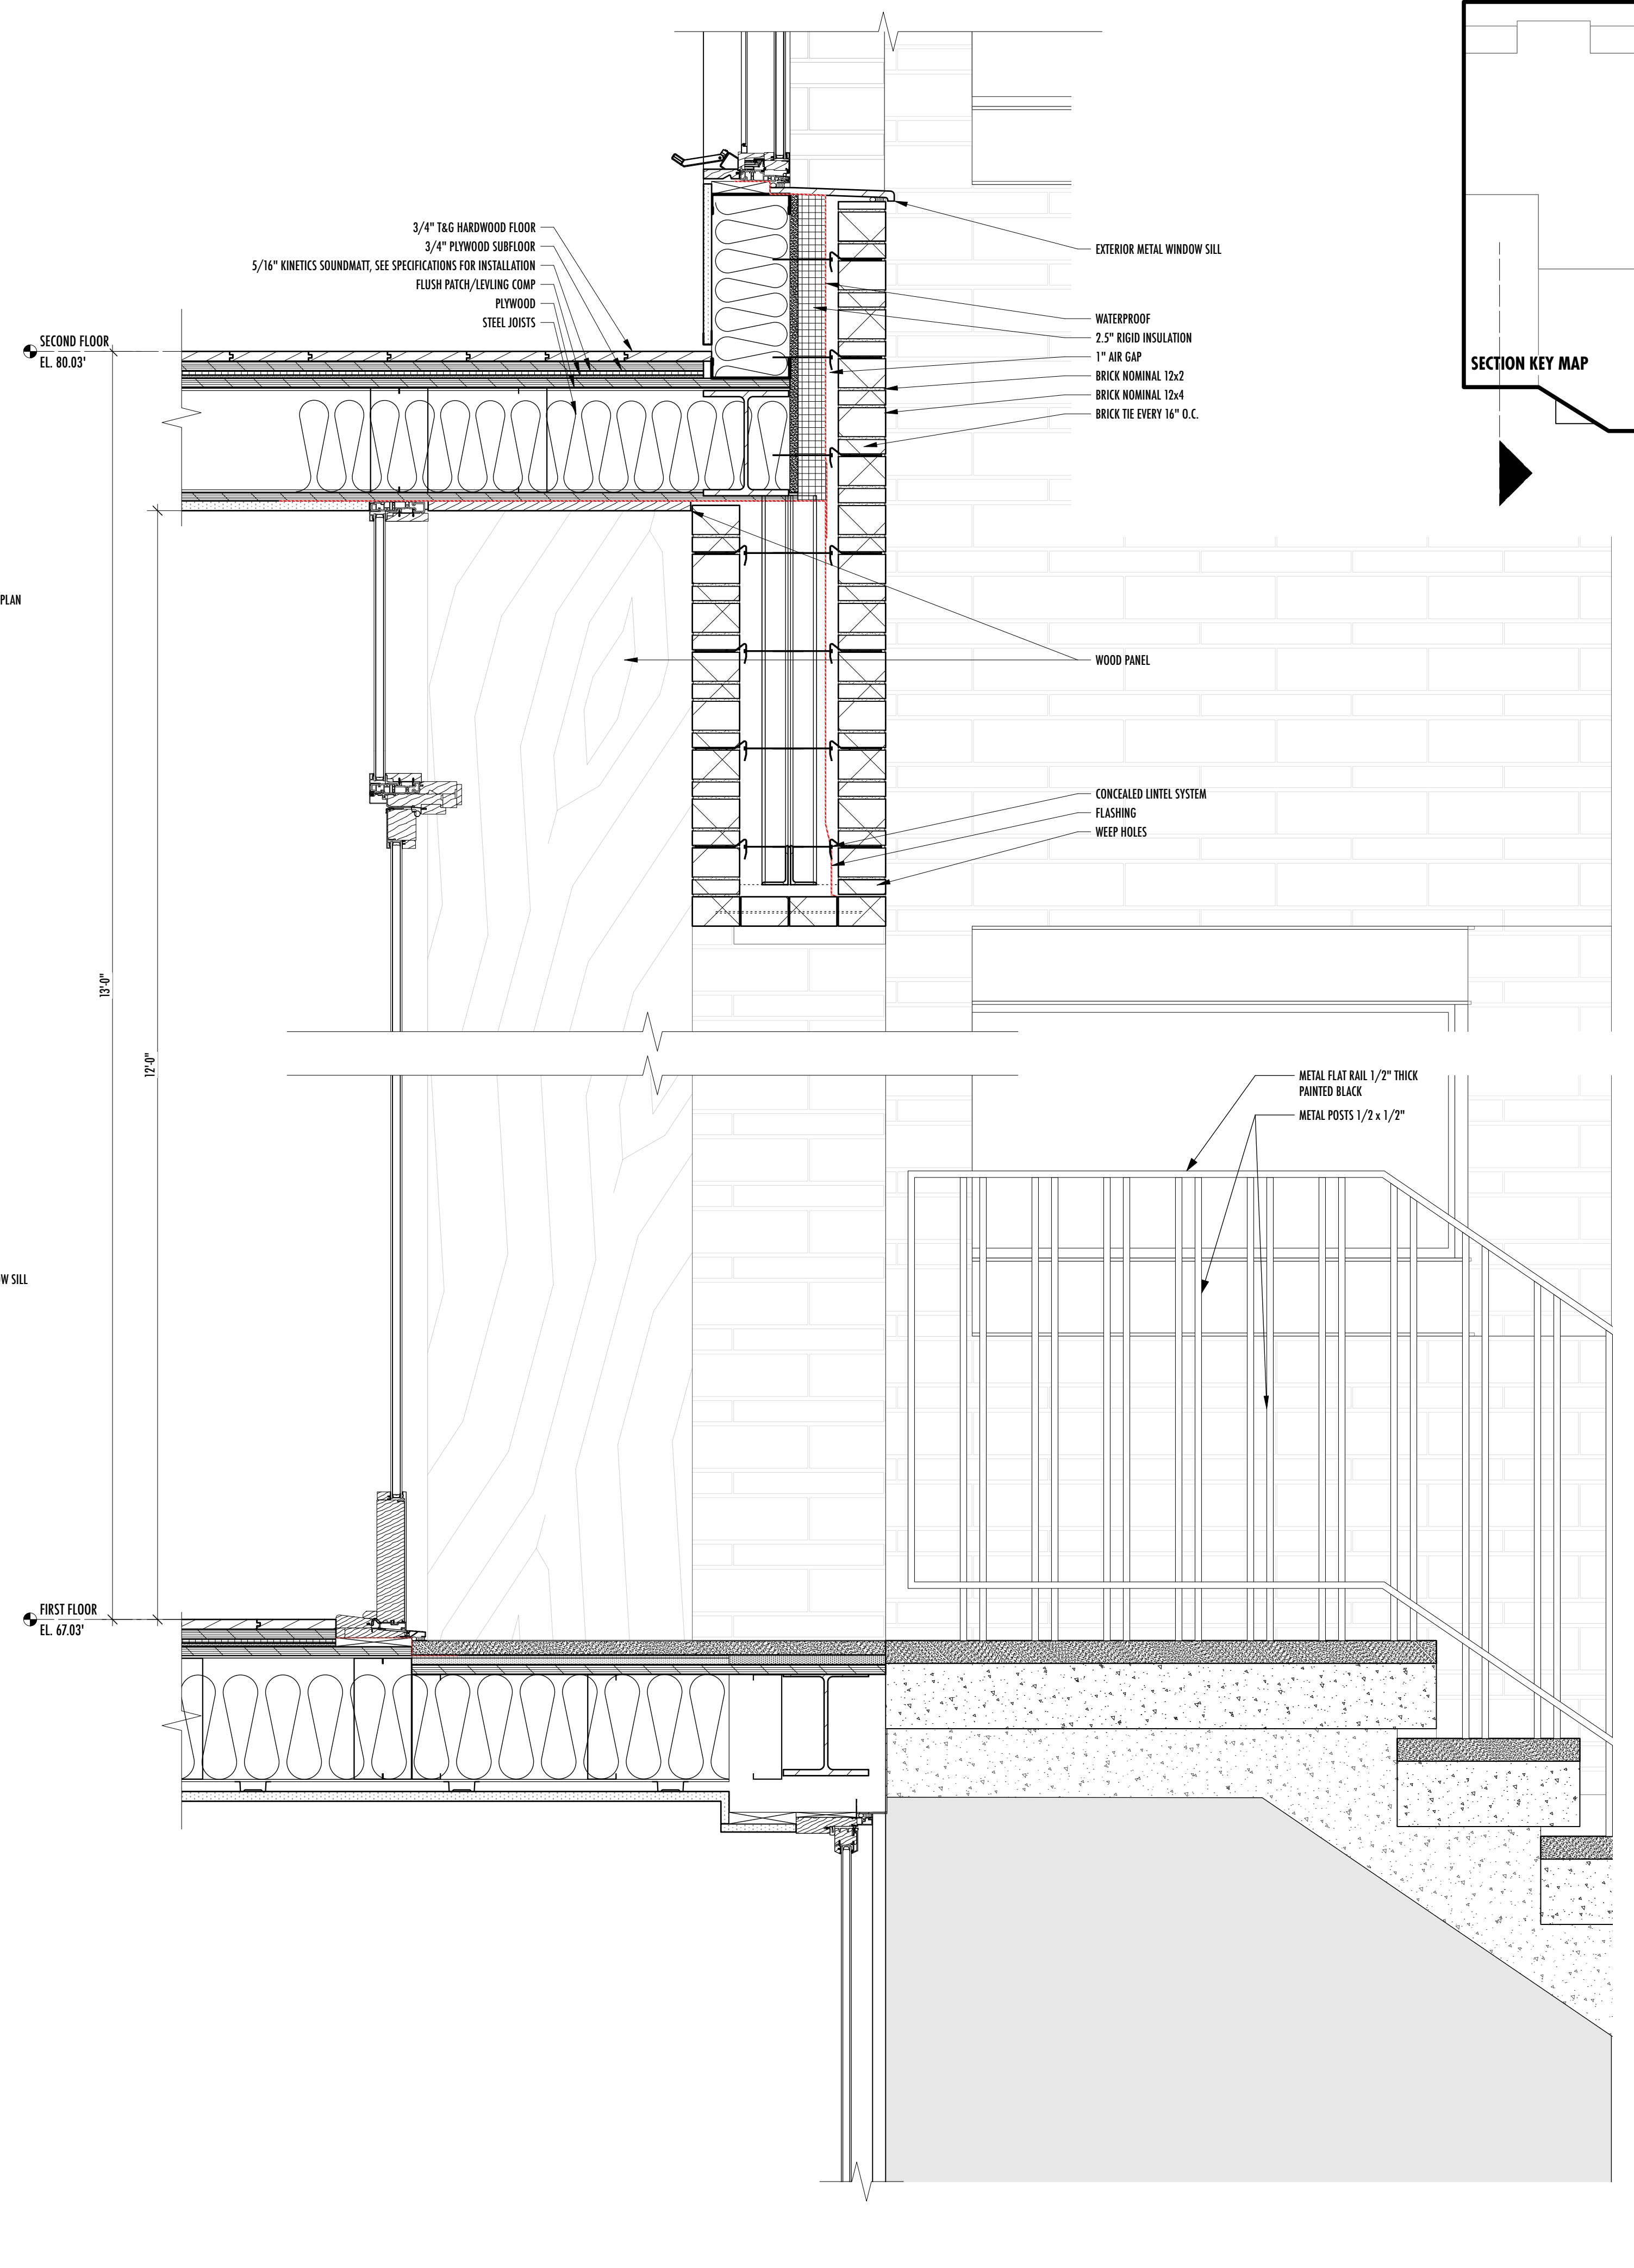 3/4" T&G HARDWOOD FLOOR
3/4" PLYWOOD SUBFLOOR
5/16" KINETICS SOUNDMATT, SEE SPECIFICATIONS FOR INSTALLATION
FLUSH PATCH/LEVLING COMP
PLYWOOD
STEEL JOISTS
SECOND FLOOR
EL. 80.03'
EXTERIOR METAL WINDOW SILL
WATERPROOF
2.5" RIGID INSULATION
1" AIR GAP
BRICK NOMINAL 12x2
BRICK NOMINAL 12x4
BRICK TIE EVERY 16" O.C.
SECTION KEY MAP
PLAN
WOOD PANEL
CONCEALED LINTEL SYSTEM
FLASHING
WEEP HOLES
13'-0"
12'-0"
METAL FLAT RAIL 1/2" THICK
PAINTED BLACK
METAL POSTS 1/2 x 1/2"
W SILL
FIRST FLOOR
EL. 67.03'